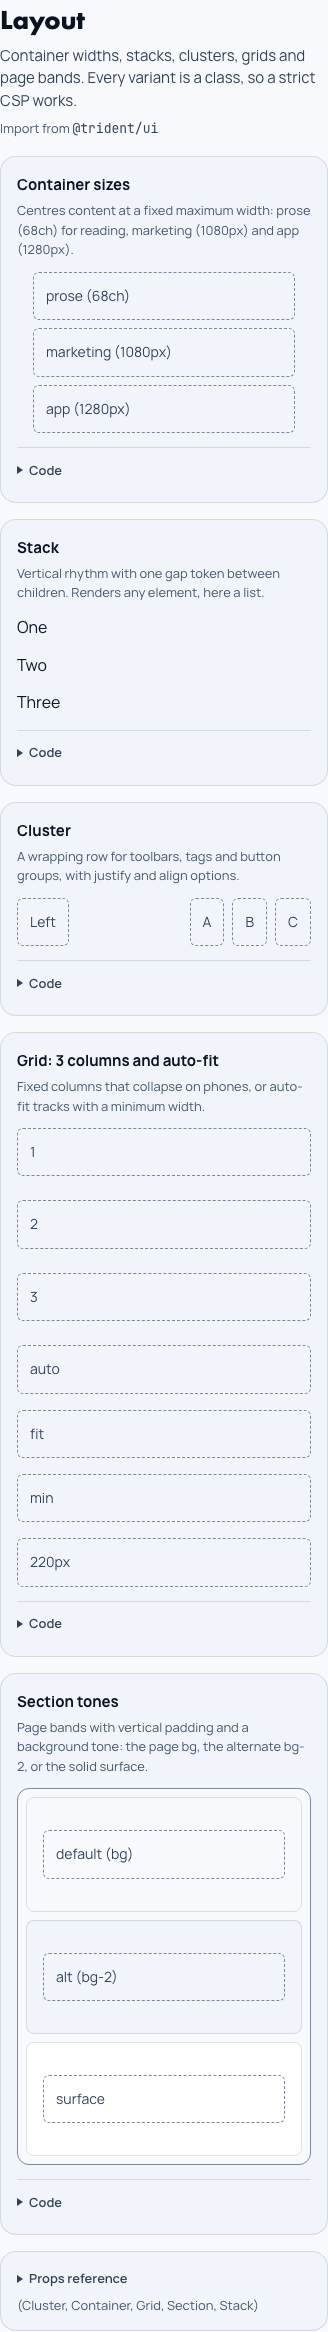 Layout
Container widths, stacks, clusters, grids and
page bands. Every variant is a class, so a strict
CSP works.
Import from @trident/ui
Container sizes
Centres content at a fixed maximum width: prose
(68ch) for reading, marketing (1080px) and app
(1280px).
prose (68ch)
marketing (1080px)
app (1280px)
Code
Stack
Vertical rhythm with one gap token between
children. Renders any element, here a list.
One
Two
Three
Code
Cluster
A wrapping row for toolbars, tags and button
groups, with justify and align options.
Left A B C
Code
Grid: 3 columns and auto-fit
Fixed columns that collapse on phones, or auto-
fit tracks with a minimum width.
1
2
3
auto
fit
min
220px
Code
Section tones
Page bands with vertical padding and a
background tone: the page bg, the alternate bg-
2, or the solid surface.
default (bg)
alt (bg-2)
surface
Code
Props reference
(Cluster, Container, Grid, Section, Stack)